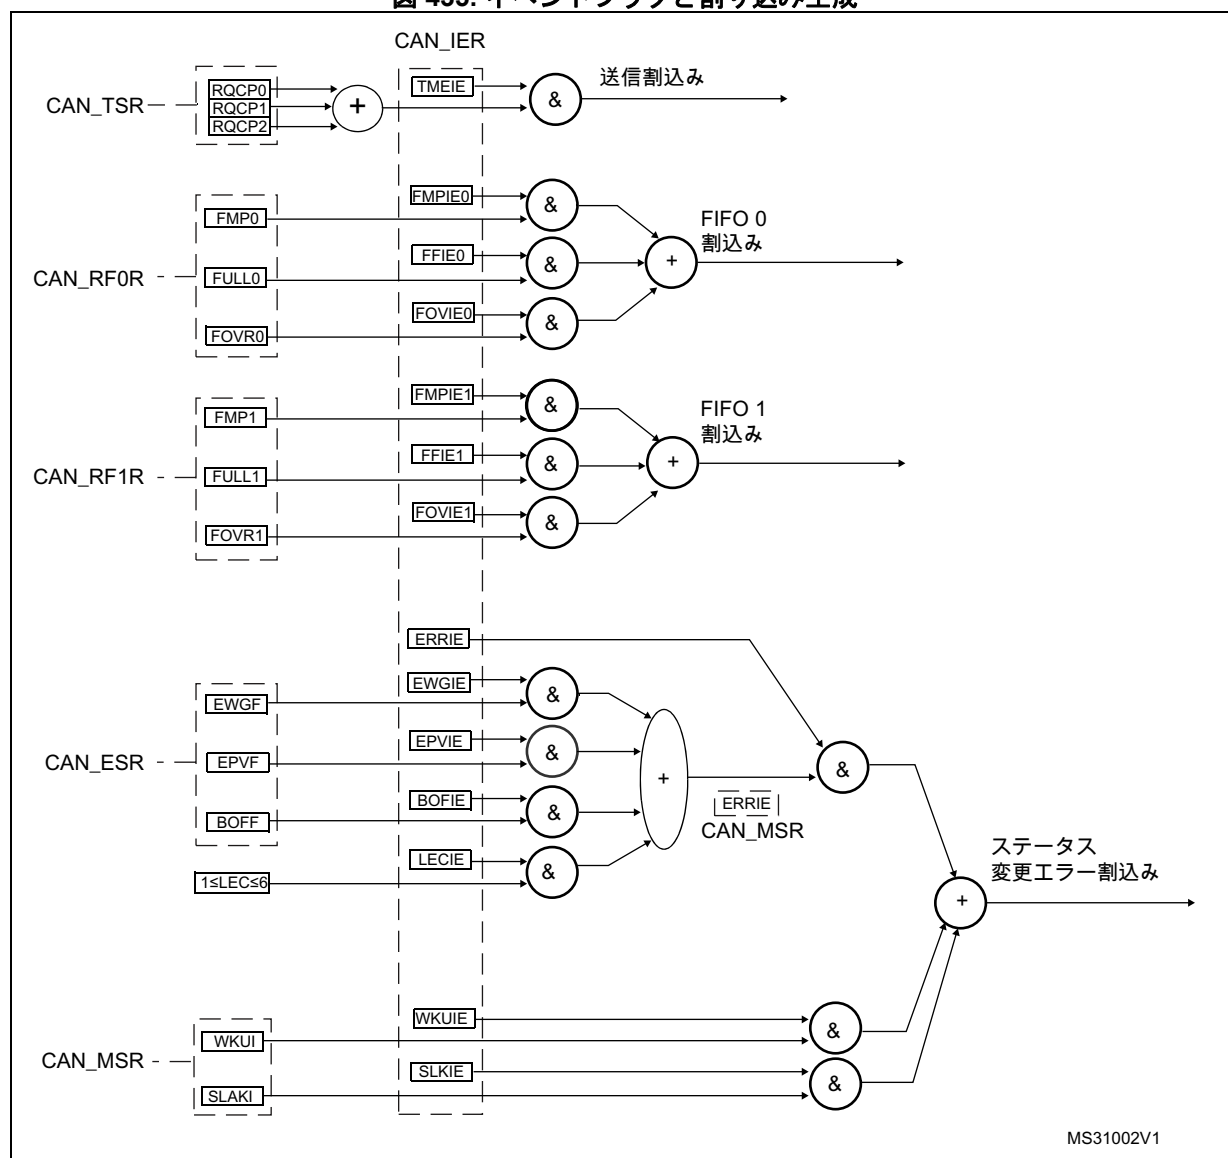 CAN_IER
CAN_TSR
RQCP0
RQCP1
RQCP2
+
TMEIE
&
送信割込み
CAN_RF0R
FMP0
FULL0
FOVR0
FMPIE0
FFIE0
FOVIE0
&
&
&
+
FIFO 0
割込み
CAN_RF1R
FMP1
FULL1
FOVR1
FMPIE1
FFIE1
FOVIE1
&
&
&
+
FIFO 1
割込み
CAN_ESR
EWGF
EPVF
BOFF
1≤LEC≤6
ERRIE
EWGIE
EPVIE
BOFIE
LECIE
&
&
&
&
+
ERRIE
CAN_MSR
&
ステータス
変更エラー割込み
+
CAN_MSR
WKUI
SLAKI
WKUIE
SLKIE
&
&
MS31002V1